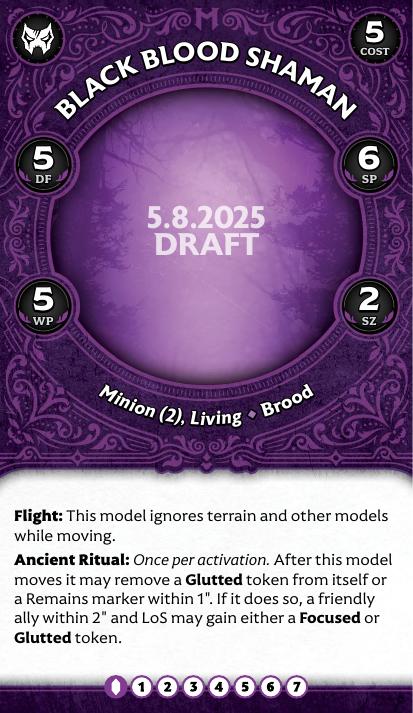 5
COST
BLACK BLOOD SHAMAN
5
DF
6
SP
5.8.2025
DRAFT
5
WP
2
SZ
Minion (2), Living ◆ Brood
Flight: This model ignores terrain and other models
while moving.
Ancient Ritual: Once per activation. After this model
moves it may remove a Glutted token from itself or
a Remains marker within 1". If it does so, a friendly
ally within 2" and LoS may gain either a Focused or
Glutted token.
1 2 3 4 5 6 7